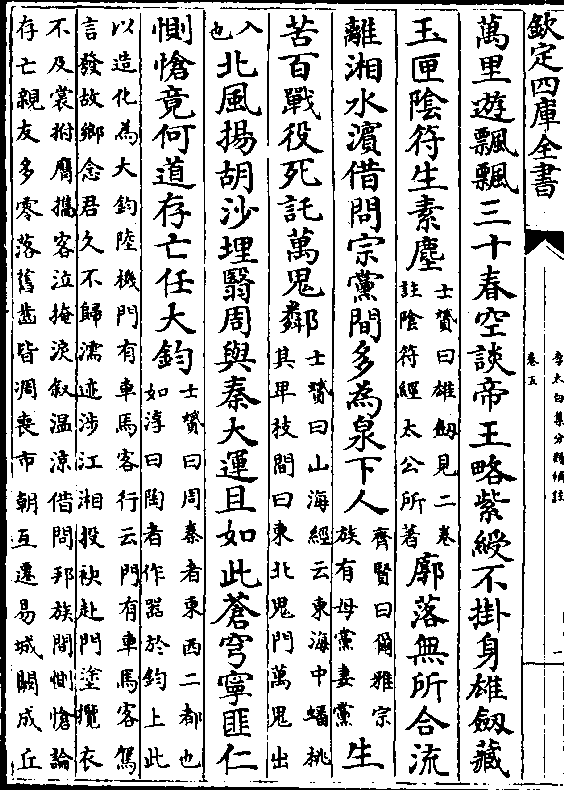 欽定四庫全書
李太白集分類補註
卷五
萬里遊飄飄三十春空談帝王略紫綬不掛身雄劒藏
玉匣陰符生素塵
士贇曰雄劒見二卷
註陰符經太公所著
廓落無所合流
離湘水濵借問宗黨間多為泉下人
齊賢曰爾雅宗
族有母黨妻黨
生
苦百戰役死託萬鬼鄰
士贇曰山海經云東海中蟠桃
其卑枝間曰東北鬼門萬鬼出
入
也
北風揚胡沙埋翳周與秦大運且如此蒼穹寧匪仁
惻愴竟何道存亡任大鈞
士贇曰周秦者東西二都也
如淳曰陶者作器於鈞上此
以造化為大鈞陸機門有車馬客行云門有車馬客駕
言發故鄉念君久不歸濡迹涉江湘投袂赴門塗攬衣
不及裳拊膺攜客泣掩淚叙温涼借問邦族間惻愴論
存亡親友多零落舊齒皆凋喪市朝互遷易城闕成丘